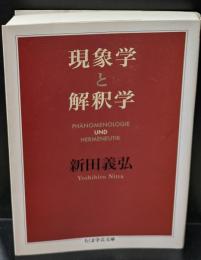 現象学
と
解釈学
PHÄNOMENOLOGIE
UND
HERMENEUTIK
新田義弘
Yoshihiro Nitta
ちくま学芸文庫